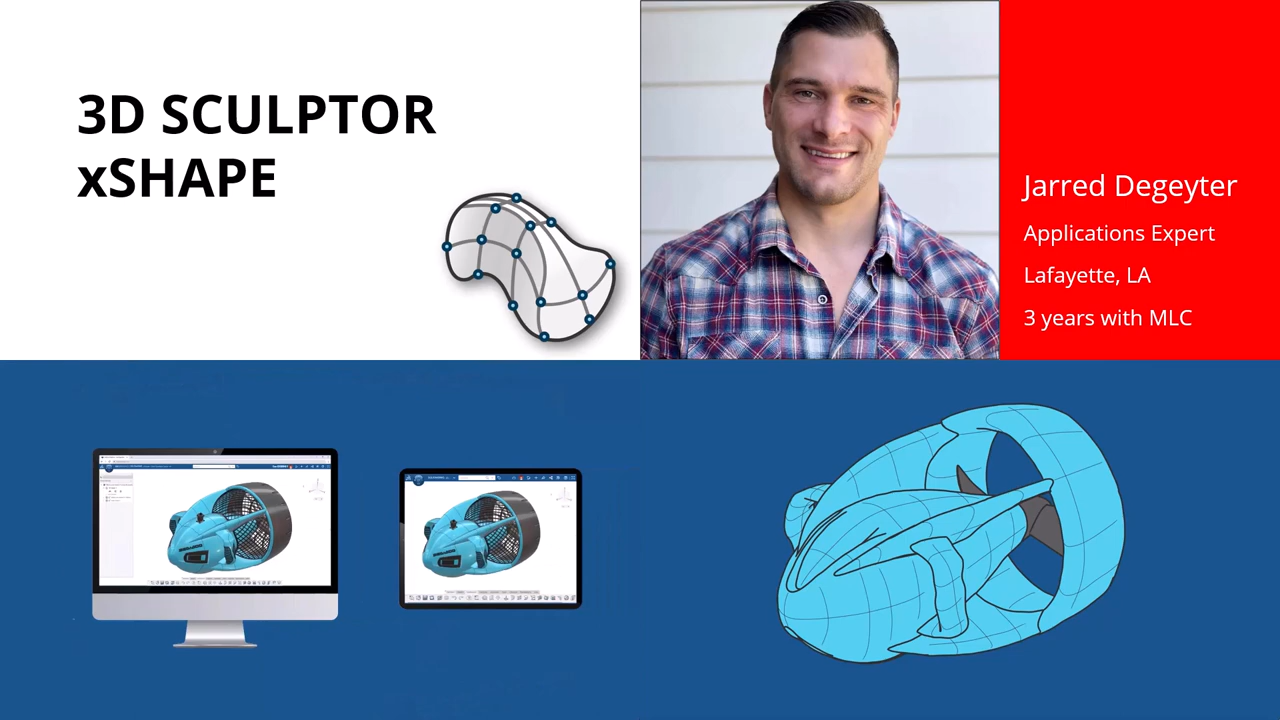 3D SCULPTOR
xSHAPE
Jarred Degeyter
Applications Expert
Lafayette, LA
3 years with MLC